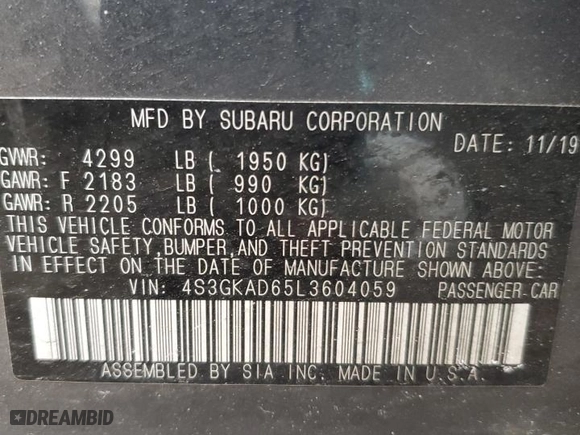 MFD BY SUBARU CORPORATION
DATE: 11/19
GVWR: 4299 LB ( 1950 KG)
GAWR: F 2183 LB ( 990 KG)
GAWR: R 2205 LB ( 1000 KG)
THIS VEHICLE CONFORMS TO ALL APPLICABLE FEDERAL MOTOR
VEHICLE SAFETY, BUMPER, AND THEFT PREVENTION STANDARDS
IN EFFECT ON THE DATE OF MANUFACTURE SHOWN ABOVE.
VIN: 4S3GKAD65L3604059 PASSENGER-CAR
ASSEMBLED BY SIA INC. MADE IN U.S.A.
DREAMBID